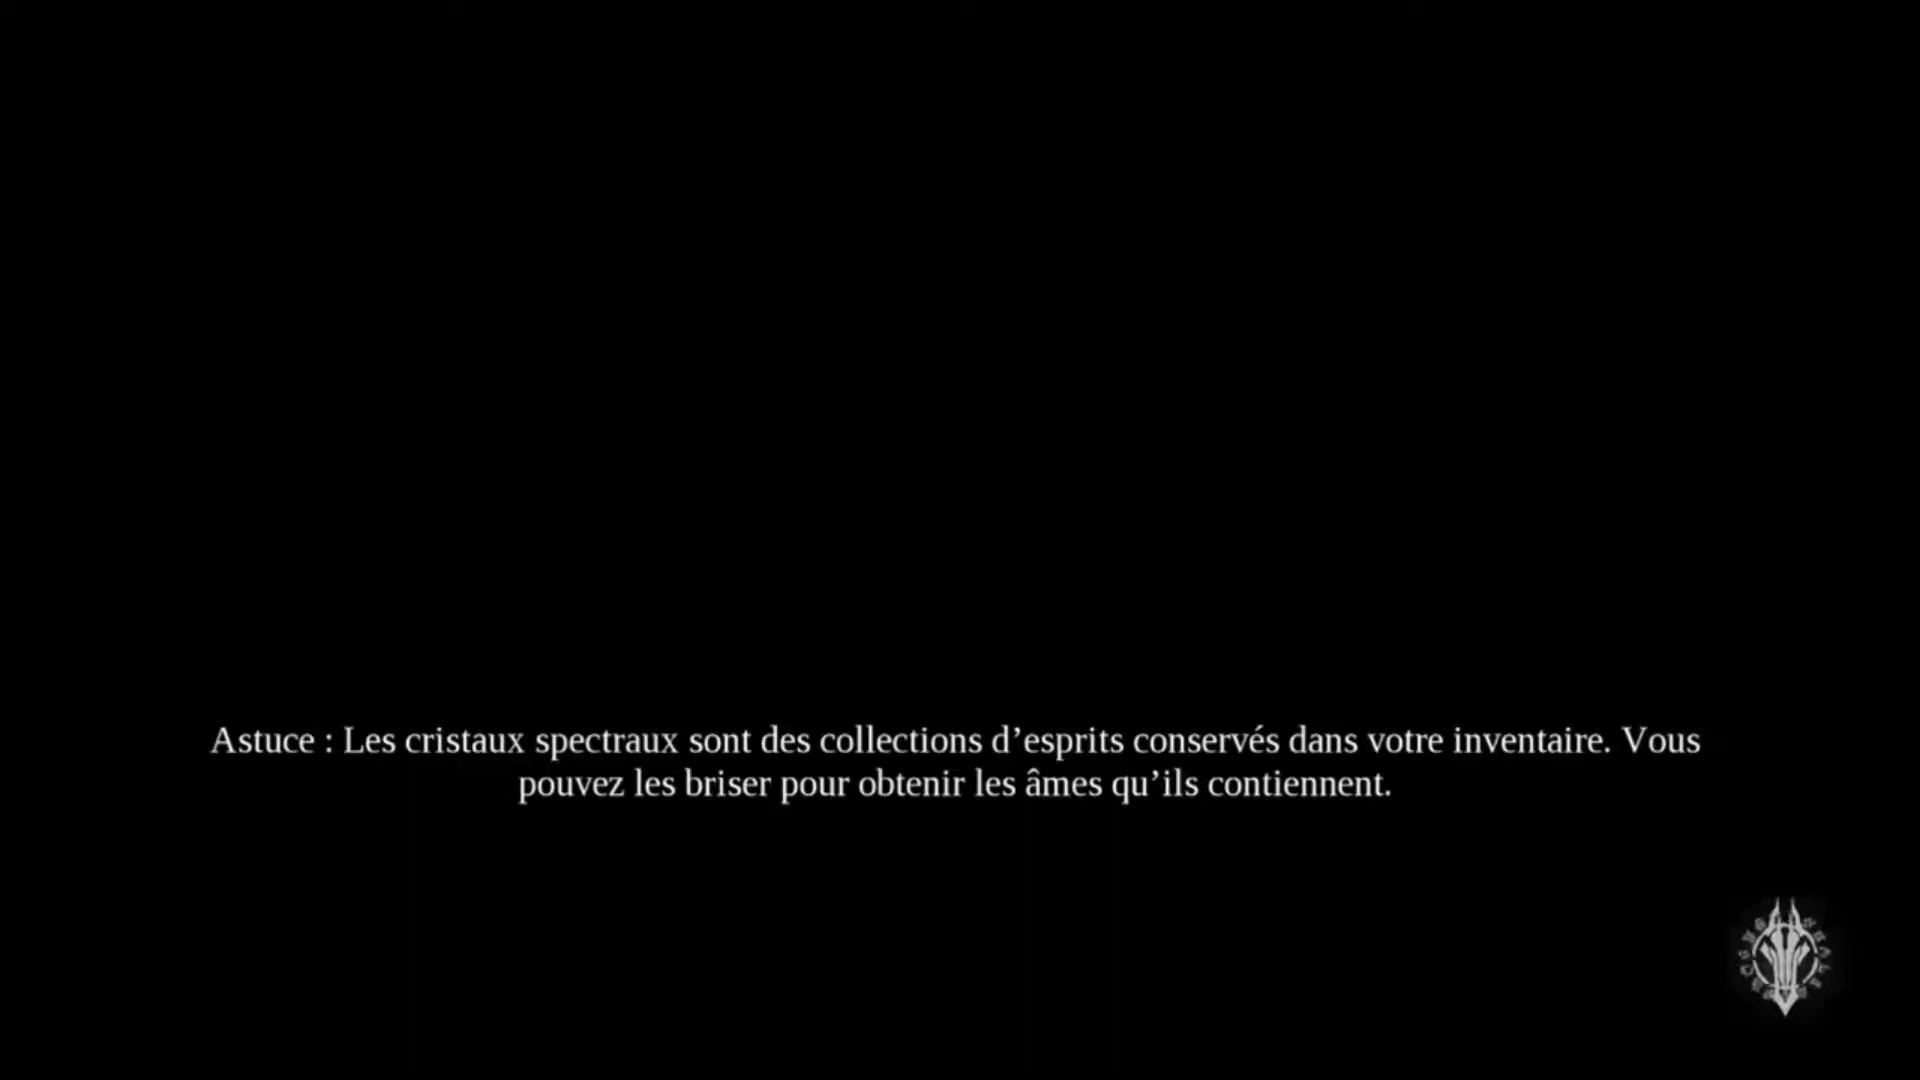 Astuce : Les cristaux spectraux sont des collections d’esprits conservés dans votre inventaire. Vous
pouvez les briser pour obtenir les âmes qu’ils contiennent.